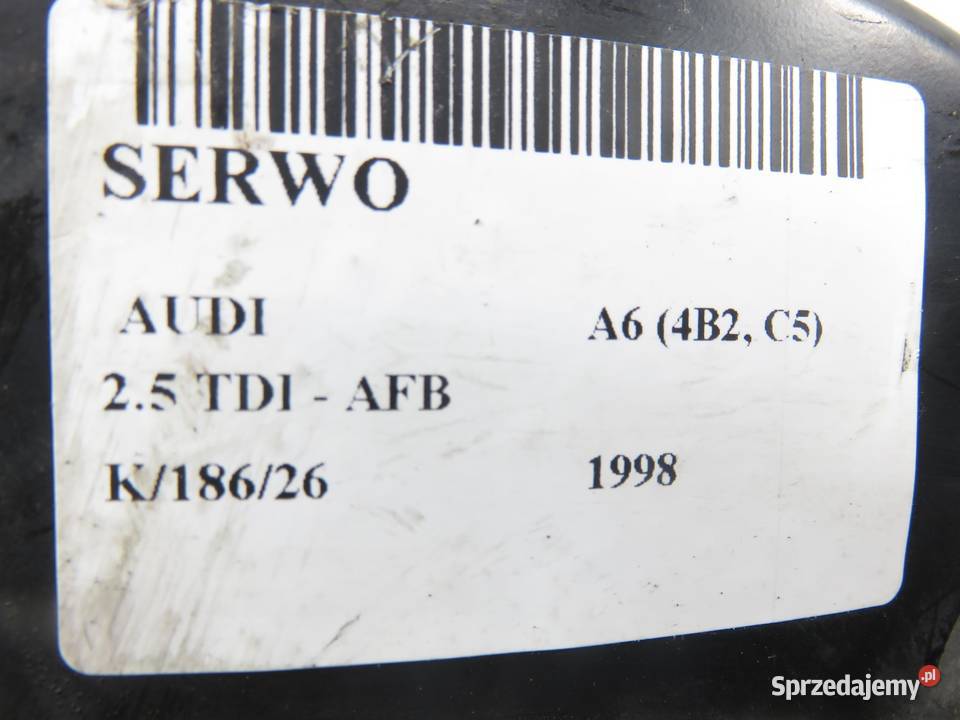 SERWO
AUDI A6 (4B2, C5)
2.5 TDI - AFB
K/186/26 1998
Sprzedajemy.pl